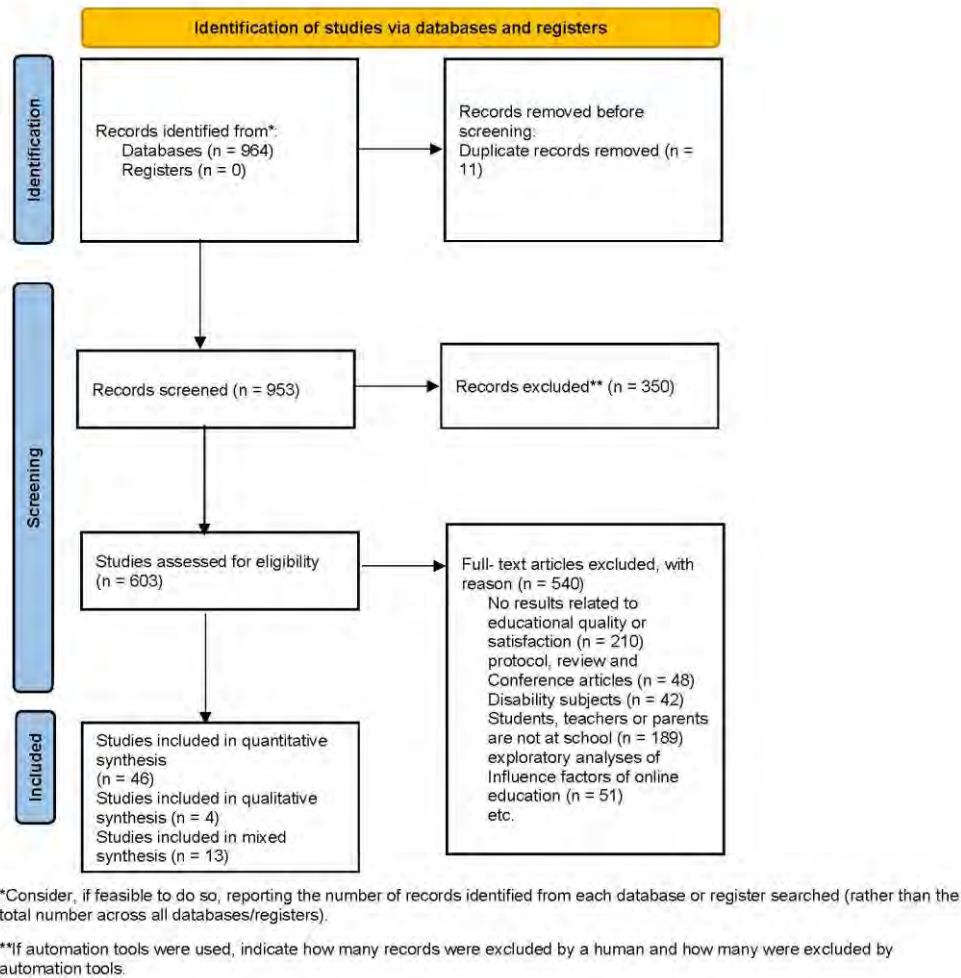 Identification of studies via databases and registers
Identification
Records identified from*:
Databases (n = 964)
Registers (n = 0)
Records removed before
screening:
Duplicate records removed (n =
11)
Screening
Records screened (n = 953)
Records excluded** (n = 350)
Studies assessed for eligibility
(n = 603)
Full- text articles excluded, with
reason (n = 540)
No results related to
educational quality or
satisfaction (n = 210)
protocol, review and
Conference articles (n = 48)
Disability subjects (n = 42)
Students, teachers or parents
are not at school (n = 189)
exploratory analyses of
Influence factors of online
education (n = 51)
etc.
Included
Studies included in quantitative
synthesis
(n = 46)
Studies included in qualitative
synthesis (n = 4)
Studies included in mixed
synthesis (n = 13)
*Consider, if feasible to do so, reporting the number of records identified from each database or register searched (rather than the
total number across all databases/registers).
**If automation tools were used, indicate how many records were excluded by a human and how many were excluded by
automation tools.